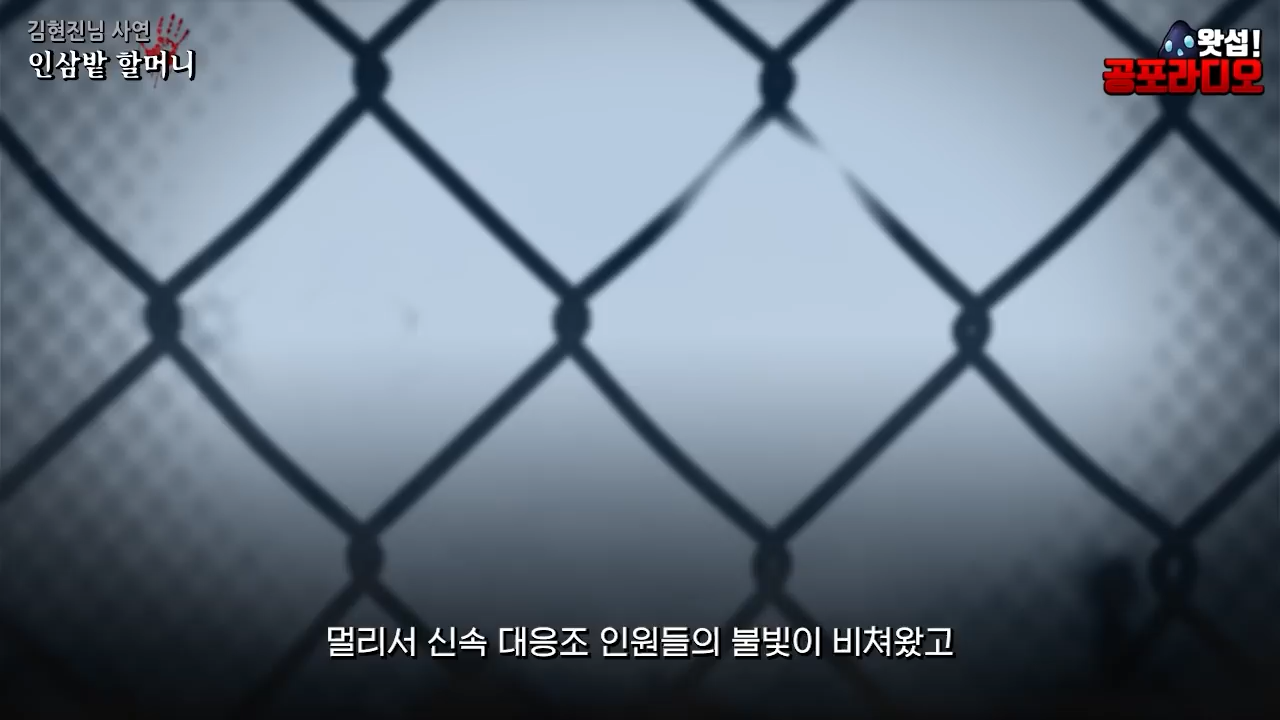 김현진님 사연
인삼밭 할머니
왓섭!
공포라디오
멀리서 신속 대응조 인원들의 불빛이 비쳐왔고